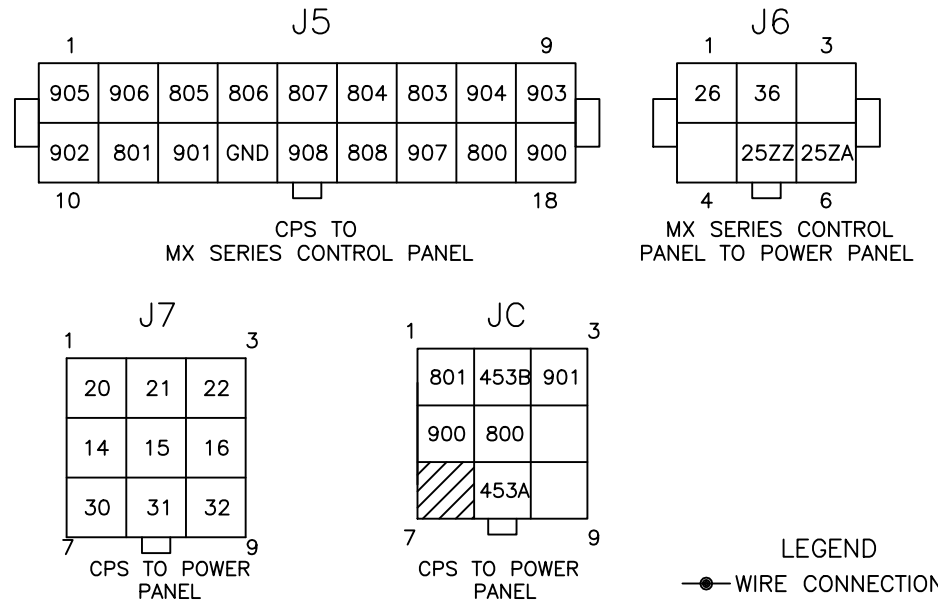 J5
1 9
905 906 805 806 807 804 803 904 903
902 801 901 GND 908 808 907 800 900
10 18
CPS TO
MX SERIES CONTROL PANEL
J6
1 3
26 36
25ZZ 25ZA
4 6
MX SERIES CONTROL
PANEL TO POWER PANEL
J7
1 3
20 21 22
14 15 16
30 31 32
7 9
CPS TO POWER
PANEL
JC
1 3
801 453B 901
900 800
453A
7 9
CPS TO POWER
PANEL
LEGEND
WIRE CONNECTION